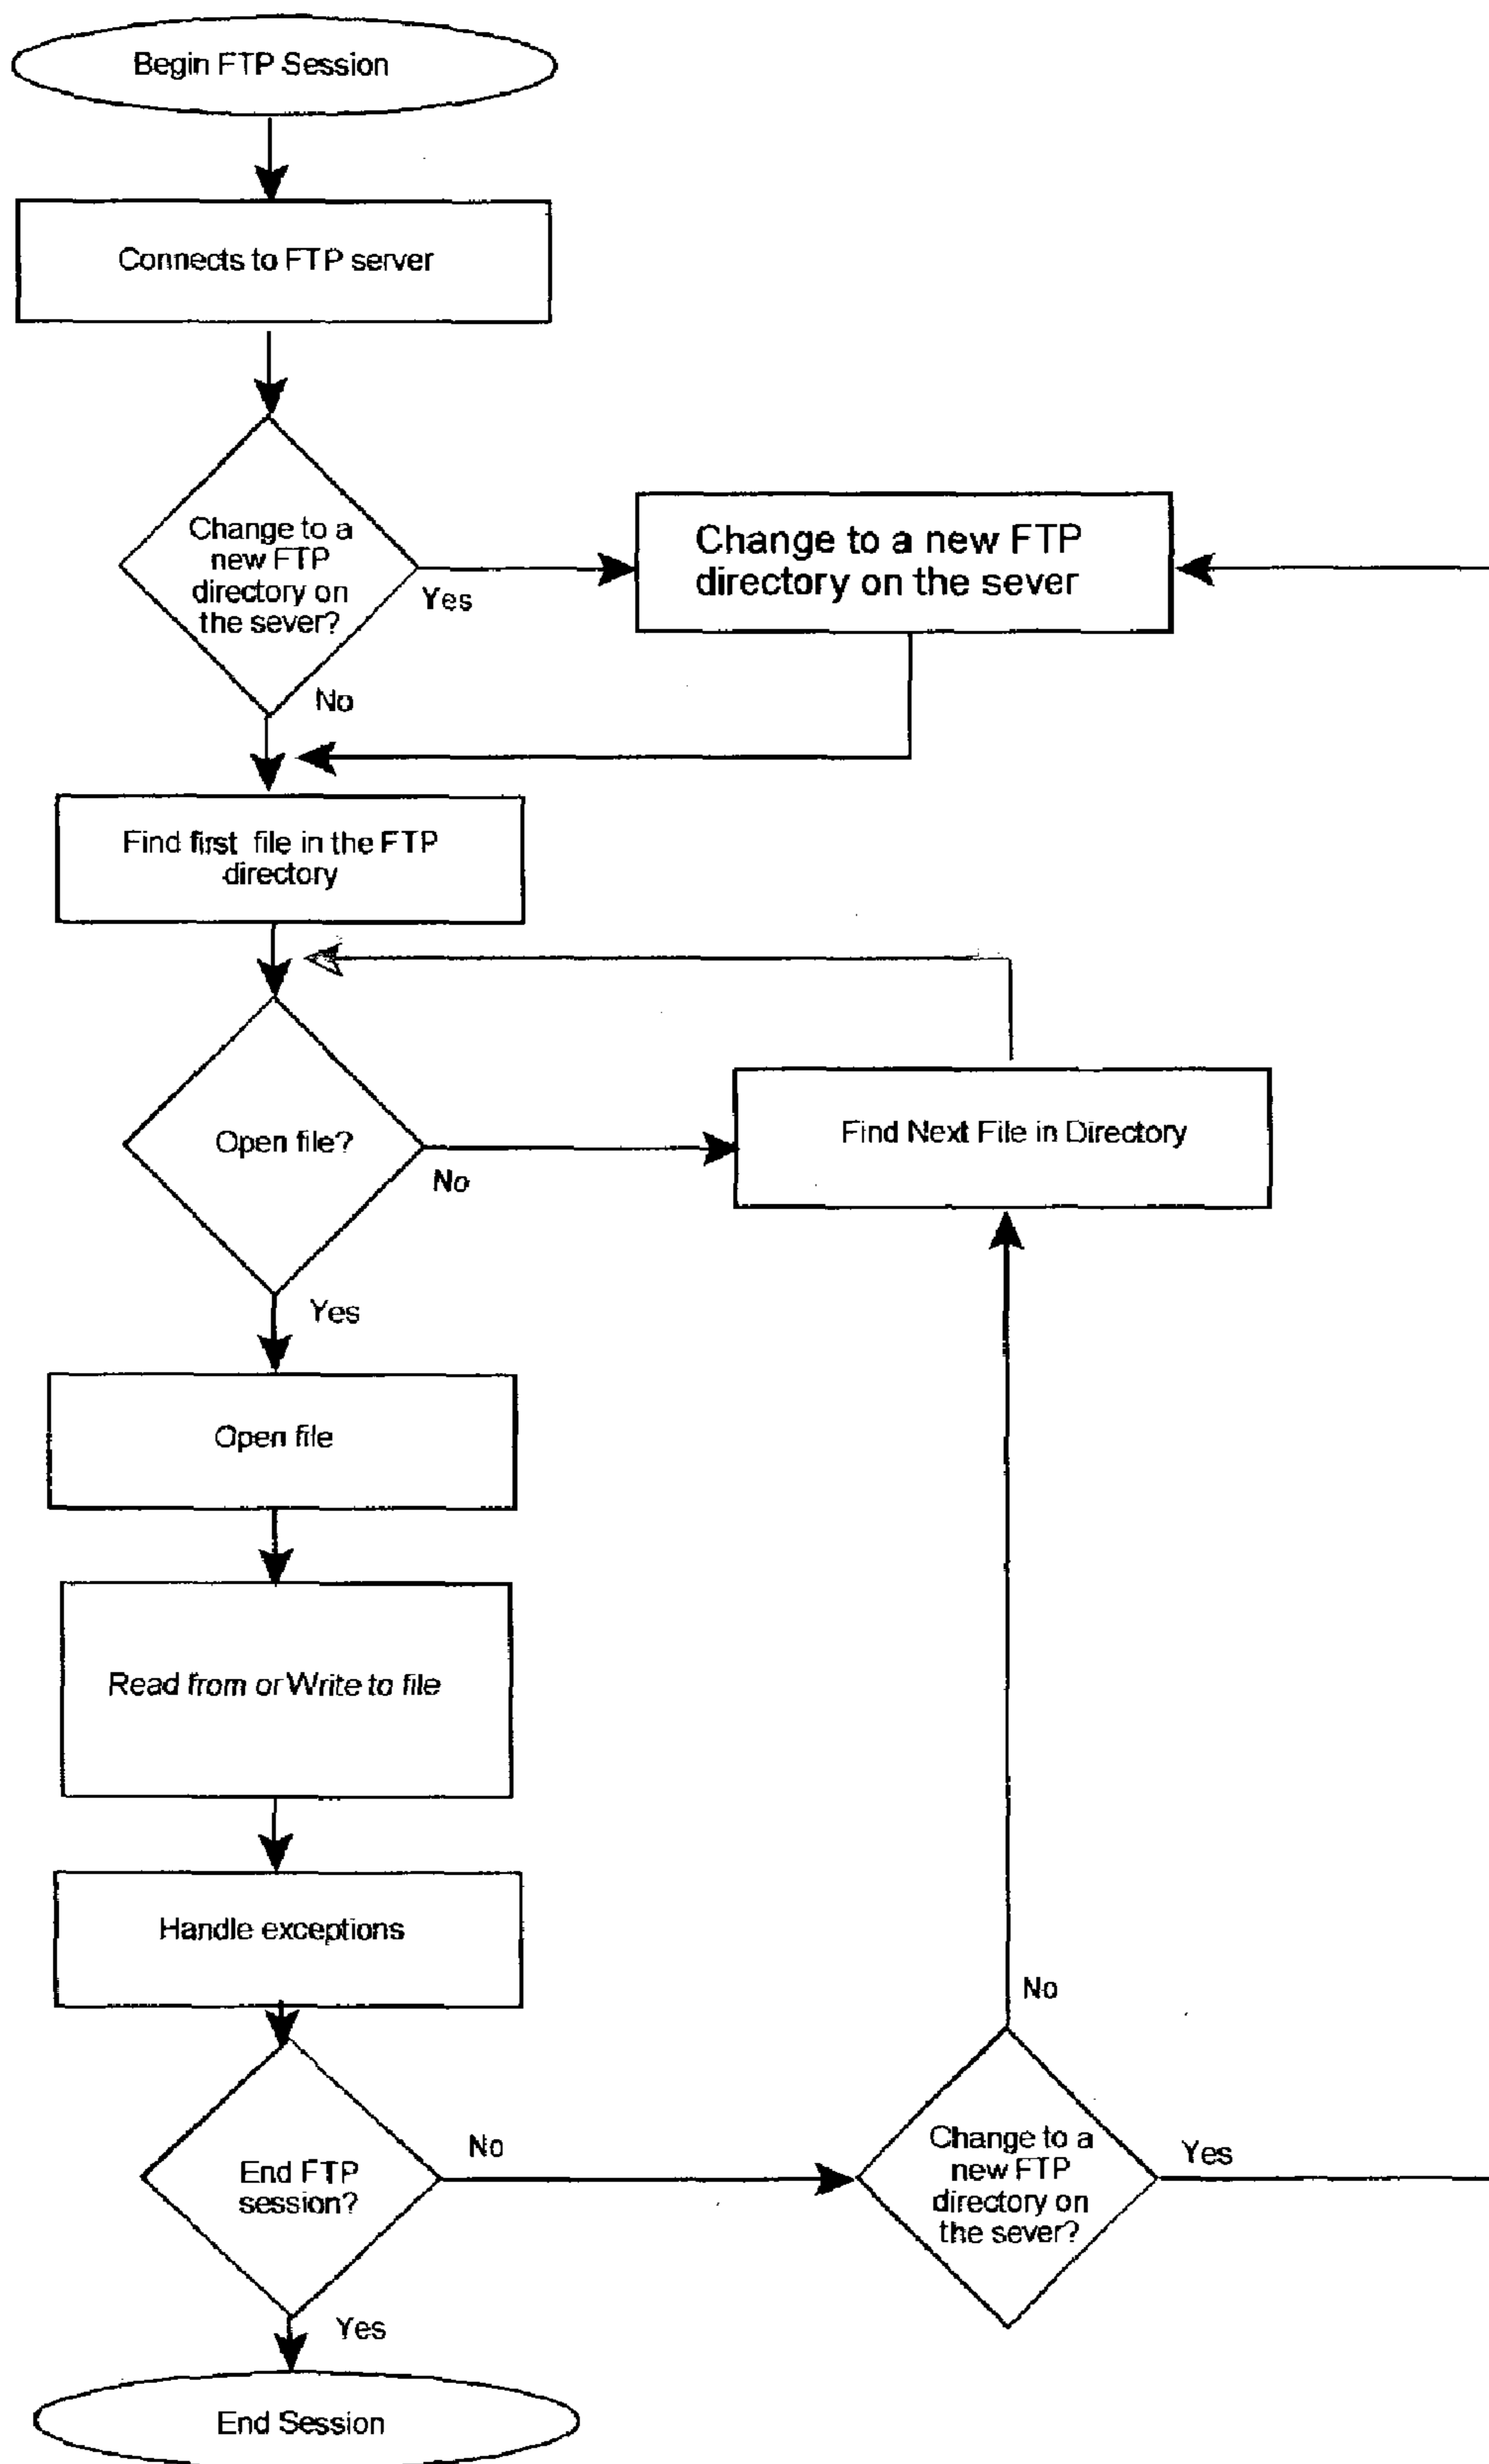 Begin FTP Session
Connects to FTP server
Change to a
new FTP
directory on
the sever?
Yes
Change to a new FTP
directory on the sever
No
Find first file in the FTP
directory
Open file?
No
Find Next File in Directory
Yes
Open file
Read from or Write to file
Handle exceptions
No
End FTP
session?
No
Change to a
new FTP
directory on
the sever?
Yes
Yes
End Session